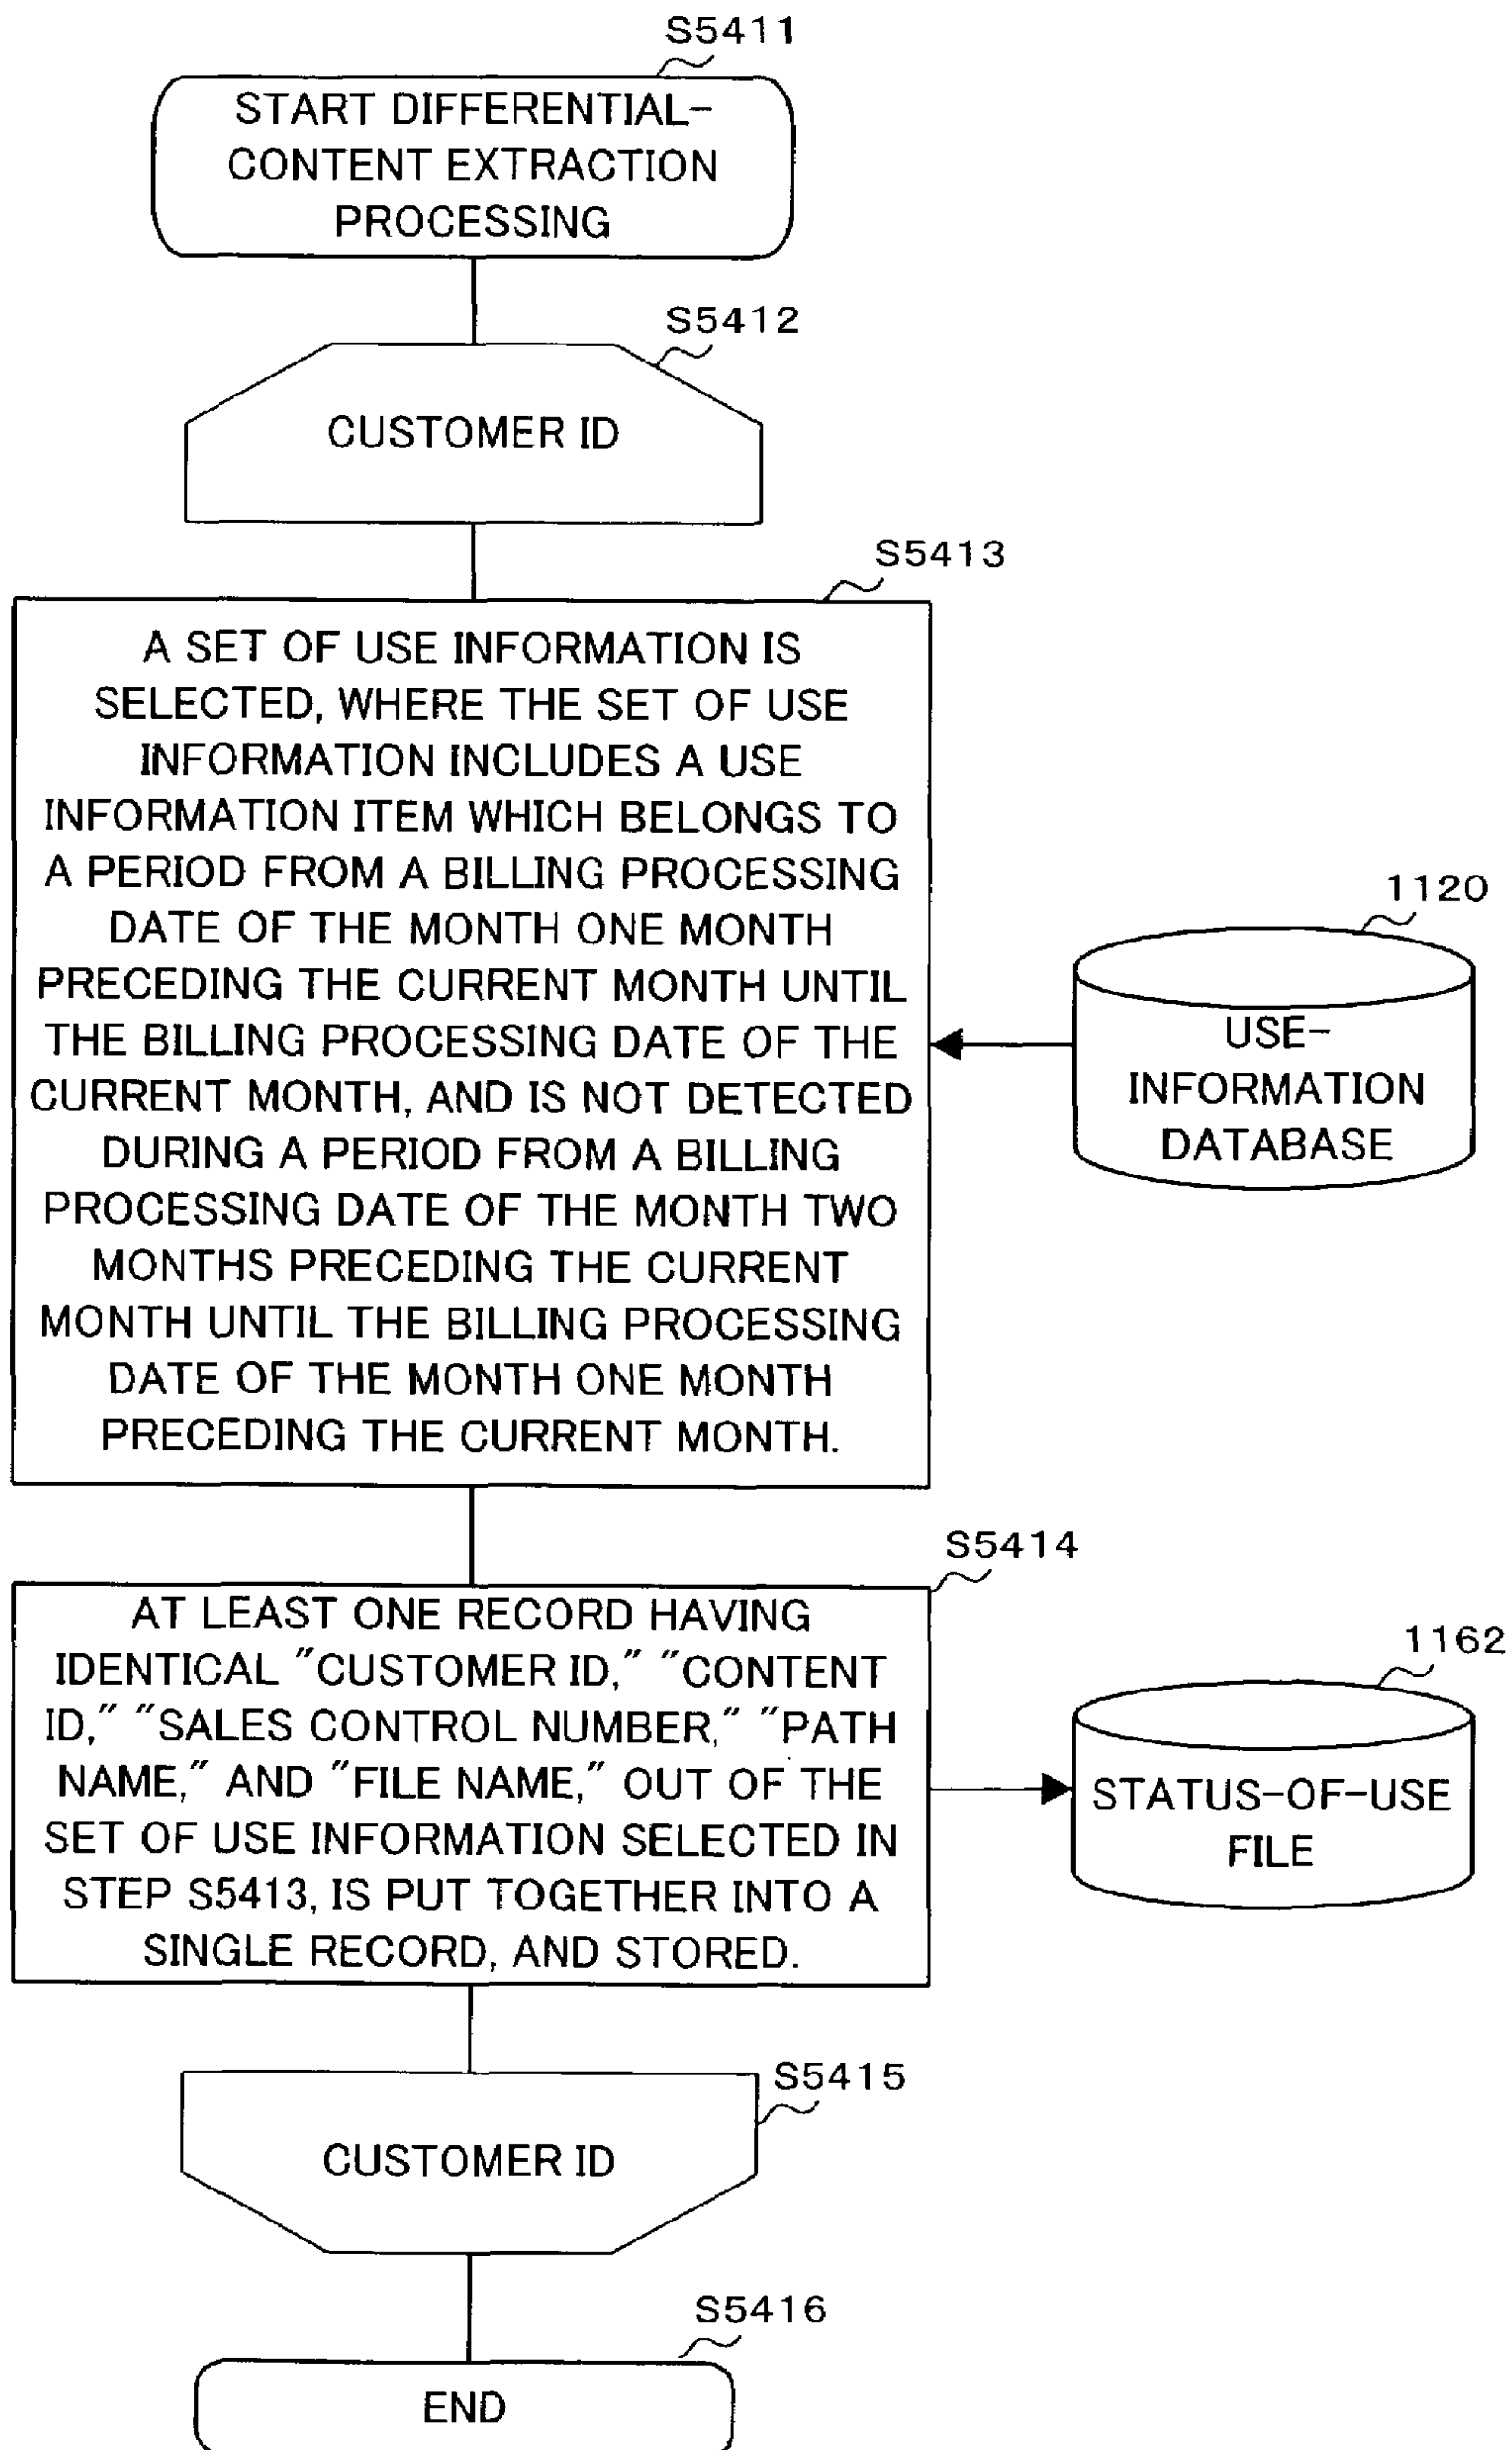 S5411
START DIFFERENTIAL-
CONTENT EXTRACTION
PROCESSING
S5412
CUSTOMER ID
S5413
A SET OF USE INFORMATION IS
SELECTED, WHERE THE SET OF USE
INFORMATION INCLUDES A USE
INFORMATION ITEM WHICH BELONGS TO
A PERIOD FROM A BILLING PROCESSING
DATE OF THE MONTH ONE MONTH
PRECEDING THE CURRENT MONTH UNTIL
THE BILLING PROCESSING DATE OF THE
CURRENT MONTH, AND IS NOT DETECTED
DURING A PERIOD FROM A BILLING
PROCESSING DATE OF THE MONTH TWO
MONTHS PRECEDING THE CURRENT
MONTH UNTIL THE BILLING PROCESSING
DATE OF THE MONTH ONE MONTH
PRECEDING THE CURRENT MONTH.
1120
USE-
INFORMATION
DATABASE
S5414
AT LEAST ONE RECORD HAVING
IDENTICAL "CUSTOMER ID," "CONTENT
ID," "SALES CONTROL NUMBER," "PATH
NAME," AND "FILE NAME," OUT OF THE
SET OF USE INFORMATION SELECTED IN
STEP S5413, IS PUT TOGETHER INTO A
SINGLE RECORD, AND STORED.
1162
STATUS-OF-USE
FILE
S5415
CUSTOMER ID
S5416
END